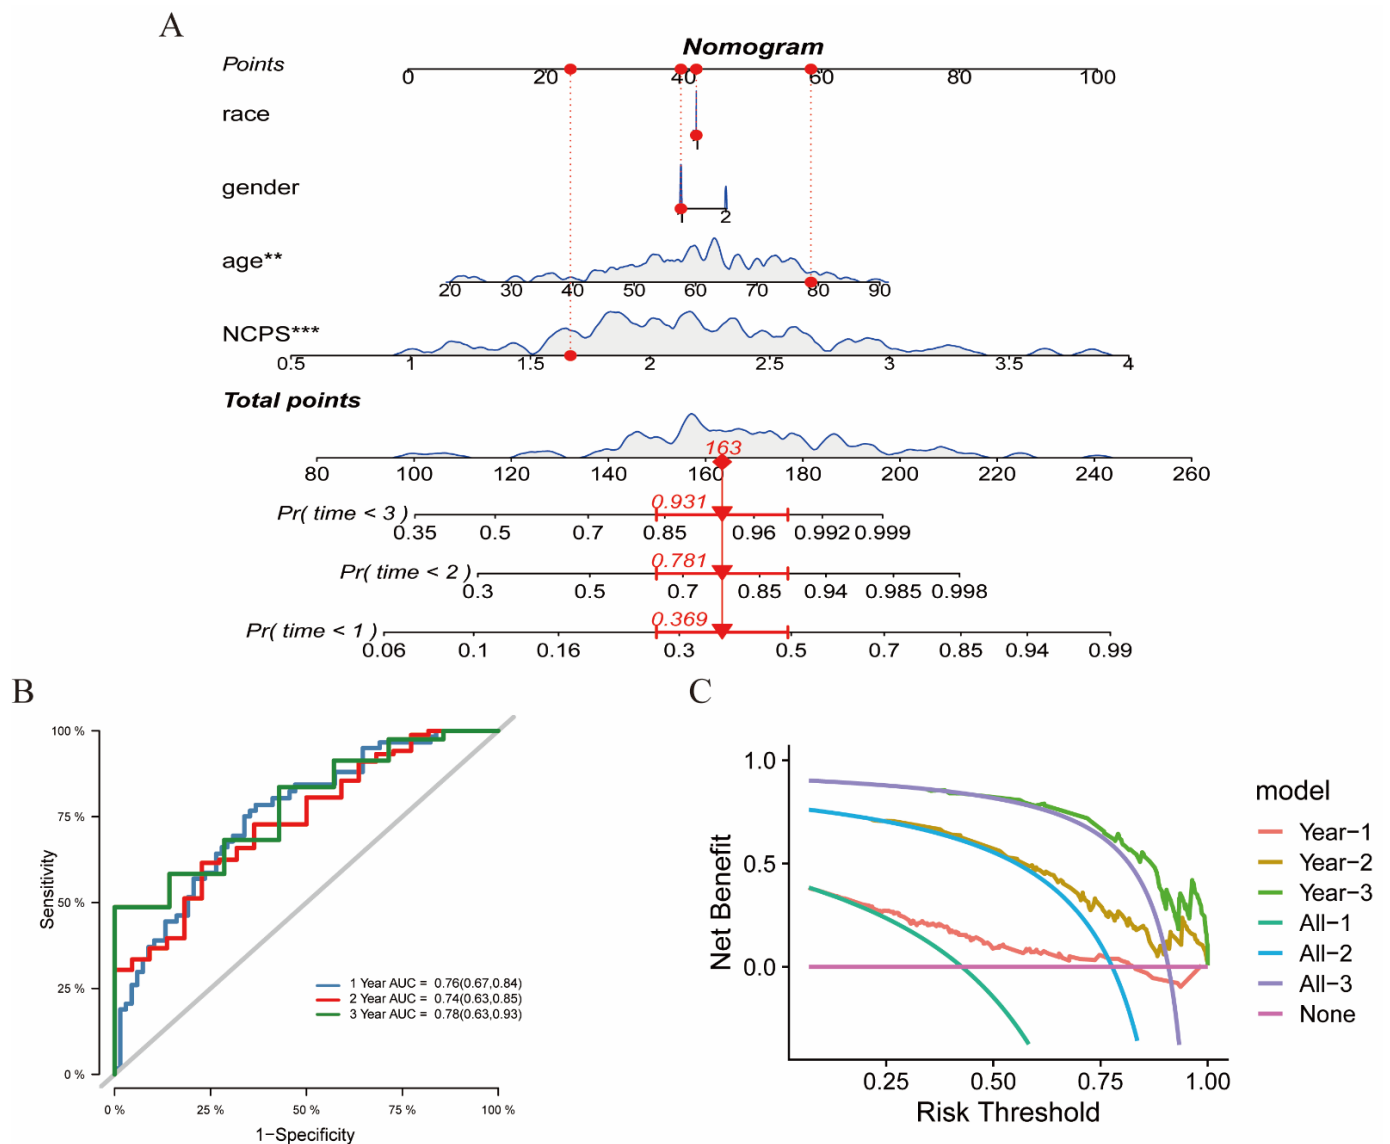 A
Nomogram
Points
0 20 40 60 80 100
race
gender
2
age**
20 30 40 50 60 70 80 90
NCPS***
0.5 1 1.5 2 2.5 3 3.5 4
Total points
163
80 100 120 140 160 180 200 220 240 260
0.931
Pr( time < 3 )
0.35 0.5 0.7 0.85 0.96 0.992 0.999
0.781
Pr( time < 2 )
0.3 0.5 0.7 0.85 0.94 0.985 0.998
0.369
Pr( time < 1 )
0.06 0.1 0.16 0.3 0.5 0.7 0.85 0.94 0.99
B
100 %
75 %
50 %
25 %
0 %
Sensitivity
1 Year AUC = 0.76(0.67,0.84)
2 Year AUC = 0.74(0.63,0.85)
3 Year AUC = 0.78(0.63,0.93)
0 % 25 % 50 % 75 % 100 %
1−Specificity
C
1.0
0.5
0.0
Net Benefit
0.25 0.50 0.75 1.00
Risk Threshold
model
Year−1
Year−2
Year−3
All−1
All−2
All−3
None